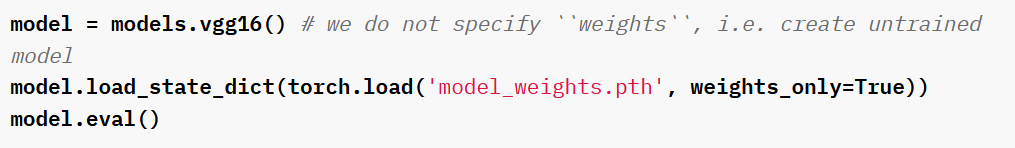 model = models.vgg16() # we do not specify ``weights``, i.e. create untrained
model
model.load_state_dict(torch.load('model_weights.pth', weights_only=True))
model.eval()